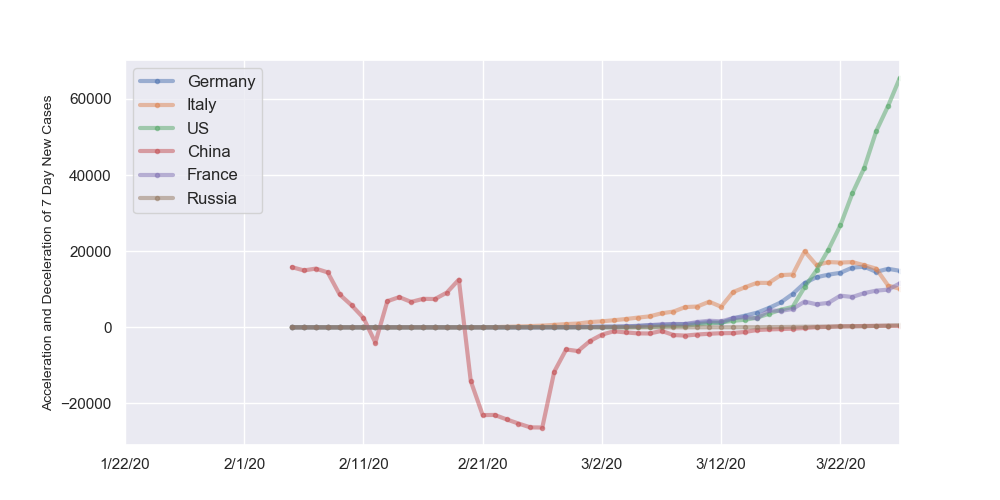 Acceleration and Deceleration of 7 Day New Cases
60000
40000
20000
0
−20000
Germany
Italy
US
China
France
Russia
1/22/20
2/1/20
2/11/20
2/21/20
3/2/20
3/12/20
3/22/20